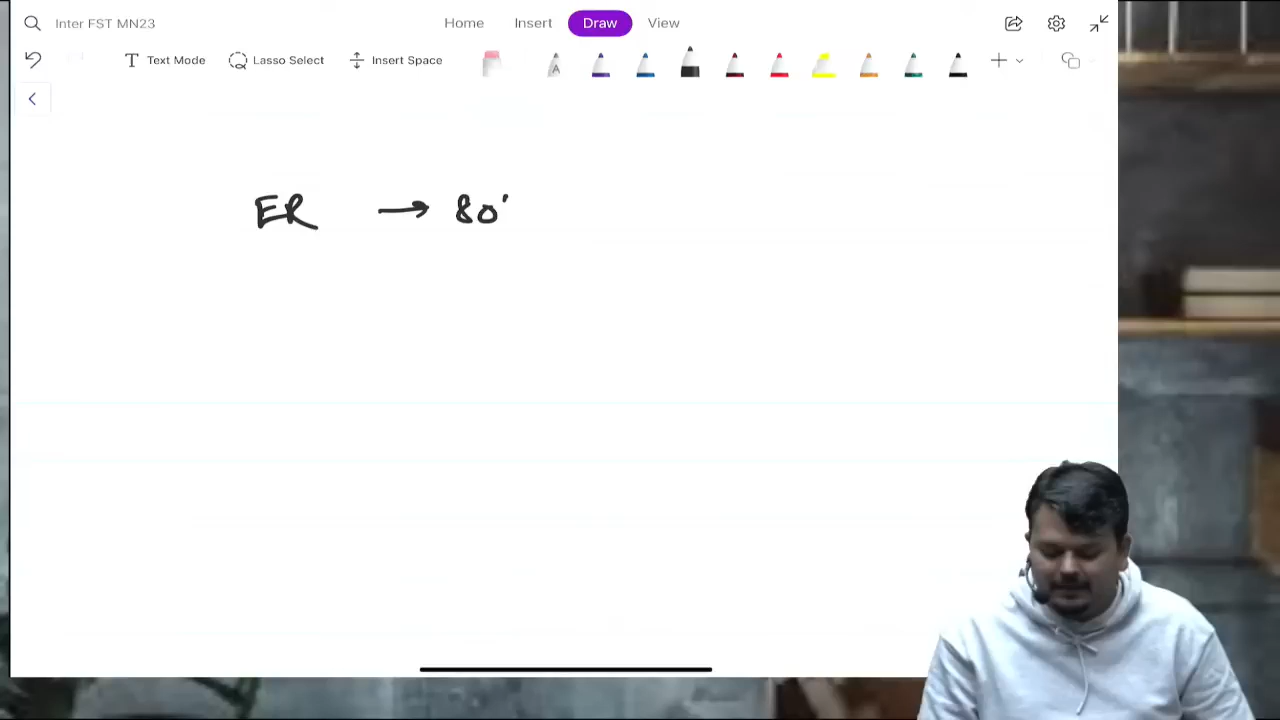 Inter FST MN23
Home Insert Draw View
T Text Mode Lasso Select Insert Space
ER → 80'